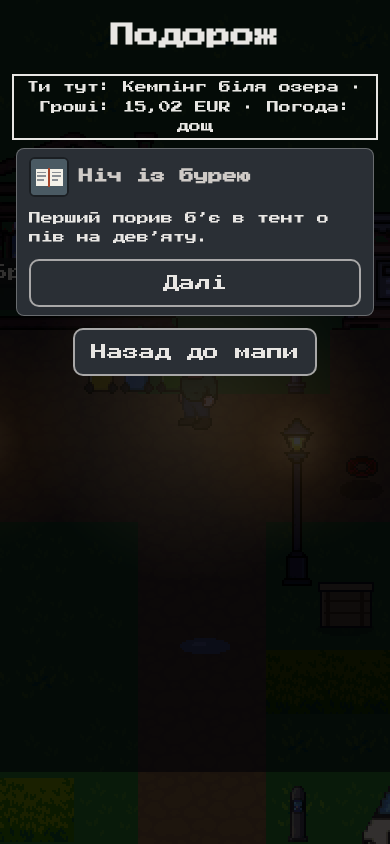 Подорож
Ти тут: Кемпінг біля озера ·
Гроші: 15,02 EUR · Погода:
дощ
Ніч із бурею
Перший порив б’є в тент о
пів на дев’яту.
Далі
Назад до мапи